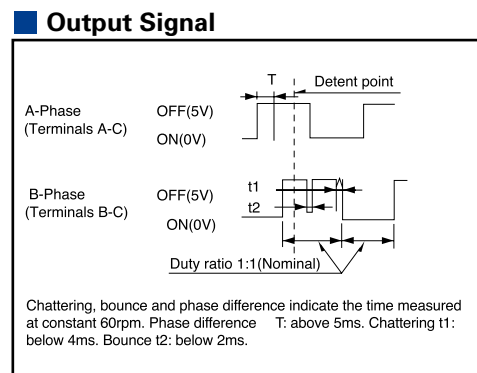 Output Signal
T
Detent point
A-Phase
OFF(5V)
(Terminals A-C)
ON(0V)
B-Phase
OFF(5V)
t1
(Terminals B-C)
t2
ON(0V)
Duty ratio 1:1(Nominal)
Chattering, bounce and phase difference indicate the time measured
at constant 60rpm. Phase difference T: above 5ms. Chattering t1:
below 4ms. Bounce t2: below 2ms.